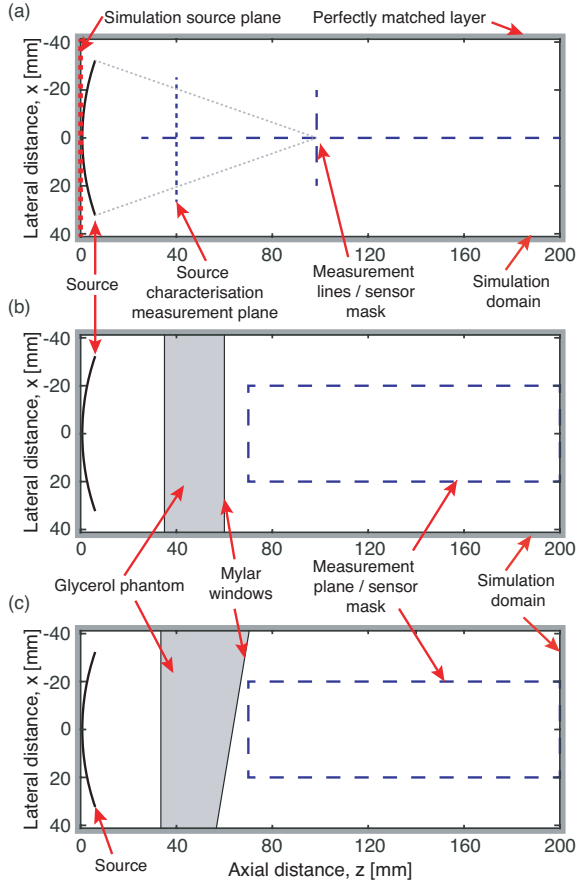 (a)
Simulation source plane
Perfectly matched layer
Lateral distance, x [mm]
-40
-20
0
20
40
0
40
80
120
160
200
Source
Source
characterisation
measurement plane
Measurement
lines / sensor
mask
Simulation
domain
(b)
Lateral distance, x [mm]
-40
-20
0
20
40
0
40
80
120
160
200
Glycerol phantom
Mylar
windows
Measurement
plane / sensor
mask
Simulation
domain
(c)
Lateral distance, x [mm]
-40
-20
0
20
40
0
40
80
120
160
200
Source
Axial distance, z [mm]